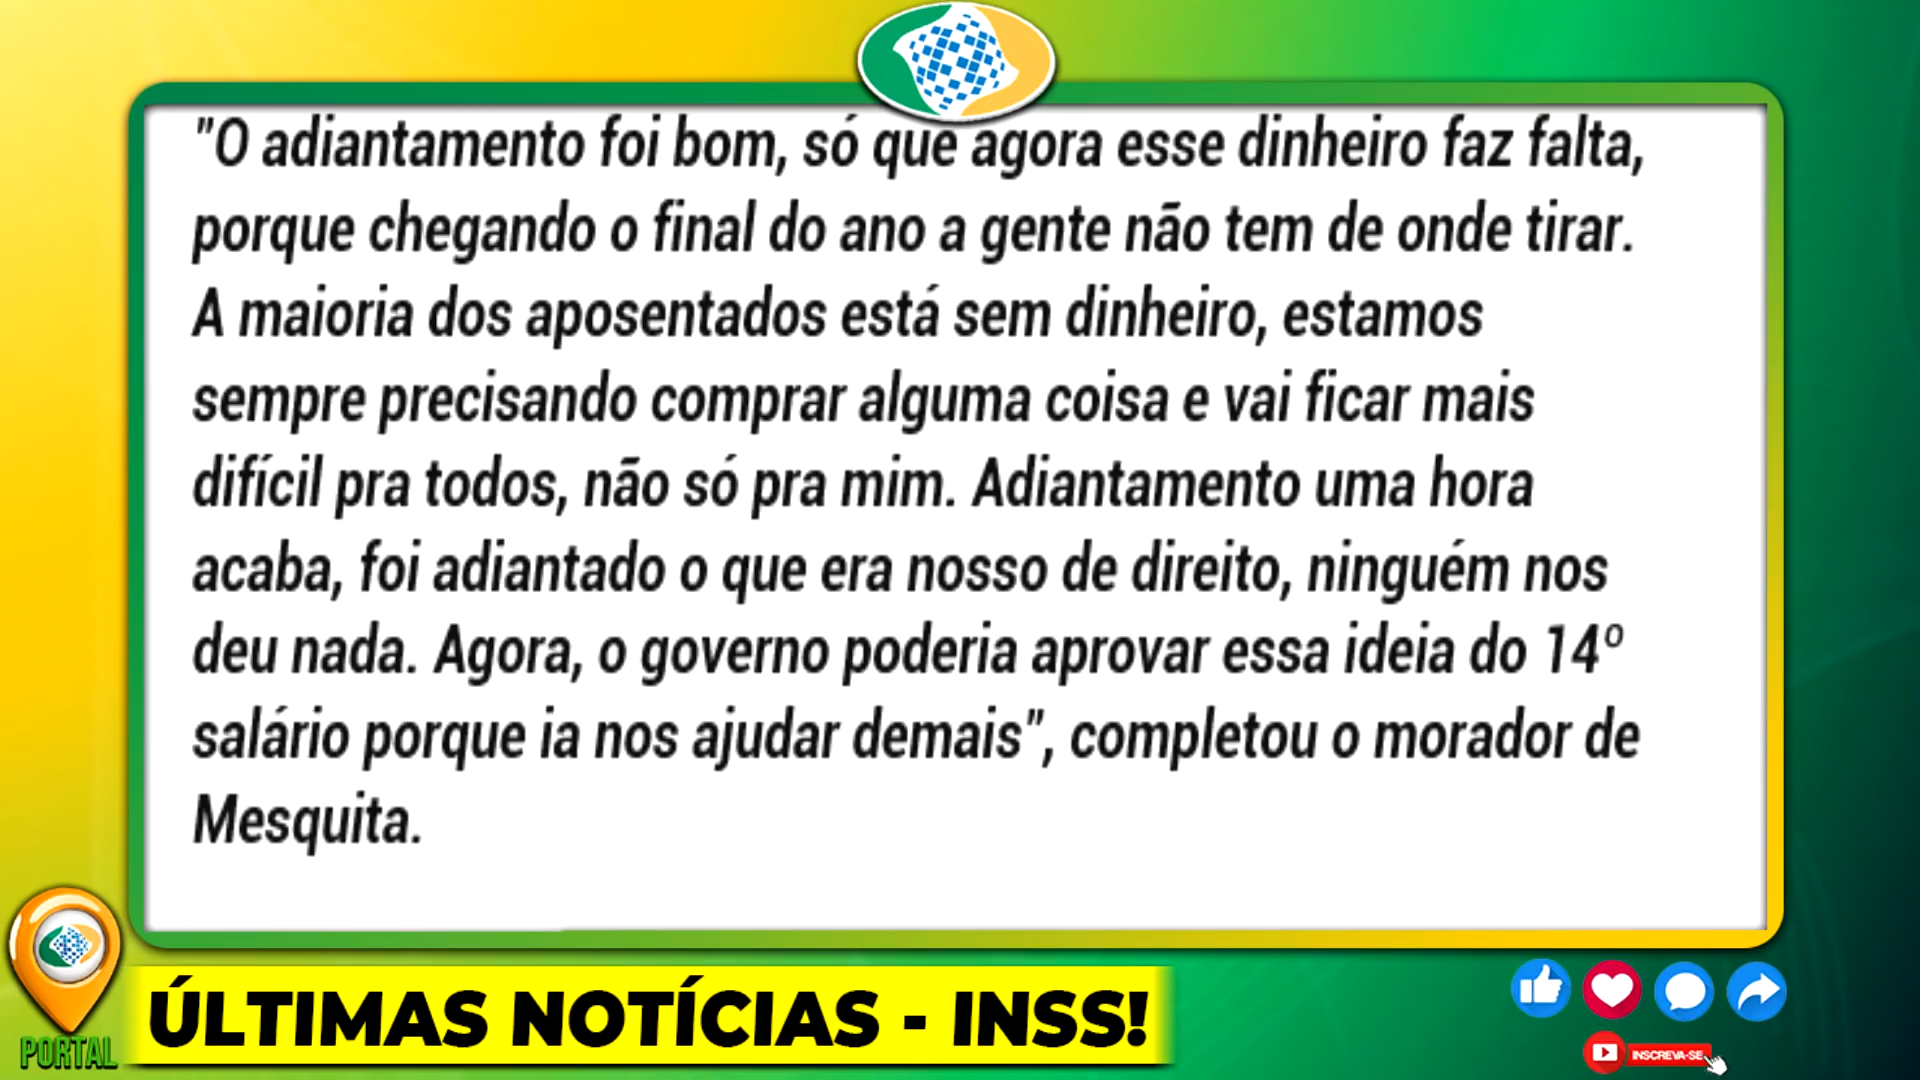 "O adiantamento foi bom, só que agora esse dinheiro faz falta,
porque chegando o final do ano a gente não tem de onde tirar.
A maioria dos aposentados está sem dinheiro, estamos
sempre precisando comprar alguma coisa e vai ficar mais
difícil pra todos, não só pra mim. Adiantamento uma hora
acaba, foi adiantado o que era nosso de direito, ninguém nos
deu nada. Agora, o governo poderia aprovar essa ideia do 14º
salário porque ia nos ajudar demais", completou o morador de
Mesquita.
ÚLTIMAS NOTÍCIAS - INSS!
PORTAL
INSCREVA-SE